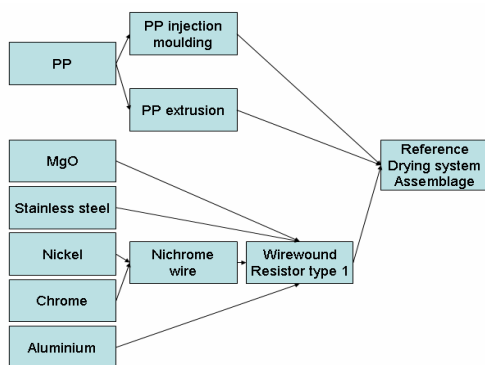 PP injection
moulding
PP
PP extrusion
Reference
Drying system
Assemblage
MgO
Stainless steel
Nickel
Nichrome
wire
Wirewound
Resistor type 1
Chrome
Aluminium